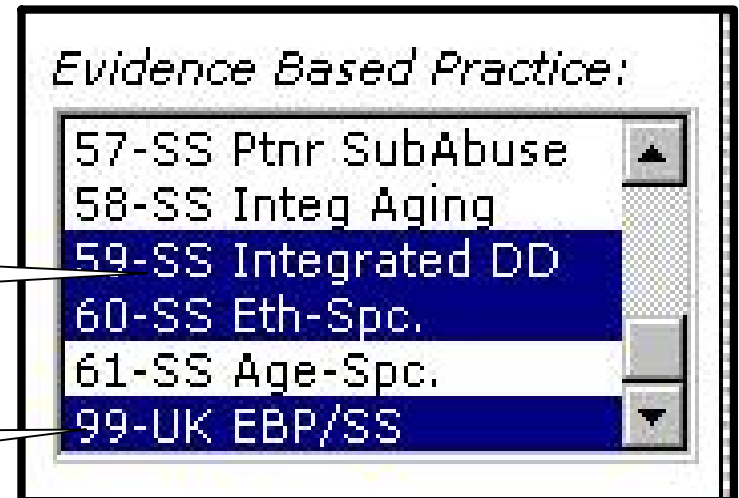 Evidence Based Practice:
57-SS Ptnr SubAbuse
58-SS Integ Aging
59-SS Integrated DD
60-SS Eth-Spc.
61-SS Age-Spc.
99-UK EBP/SS